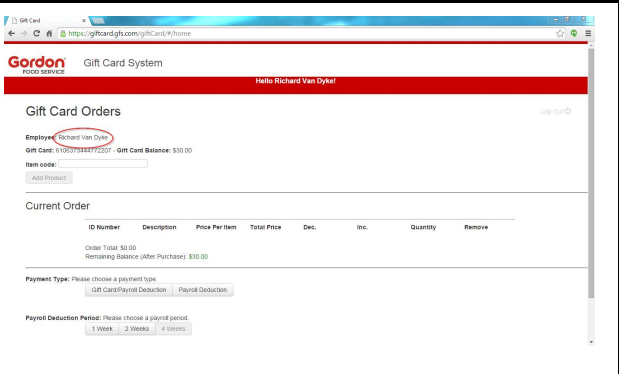 Gift Card
https://giftcard.gfs.com/giftCard/#/home
Gordon
FOOD SERVICE
Gift Card System
Hello Richard Van Dyke!
Gift Card Orders
Log Out
Employee: Richard Van Dyke
Gift Card: 6106373444772207 - Gift Card Balance: $30.00
Item code:
Add Product
Current Order
ID Number Description Price Per Item Total Price Dec. Inc. Quantity Remove
Order Total: $0.00
Remaining Balance (After Purchase): $30.00
Payment Type: Please choose a payment type.
Gift Card/Payroll Deduction Payroll Deduction
Payroll Deduction Period: Please choose a payroll period.
1 Week 2 Weeks 4 Weeks